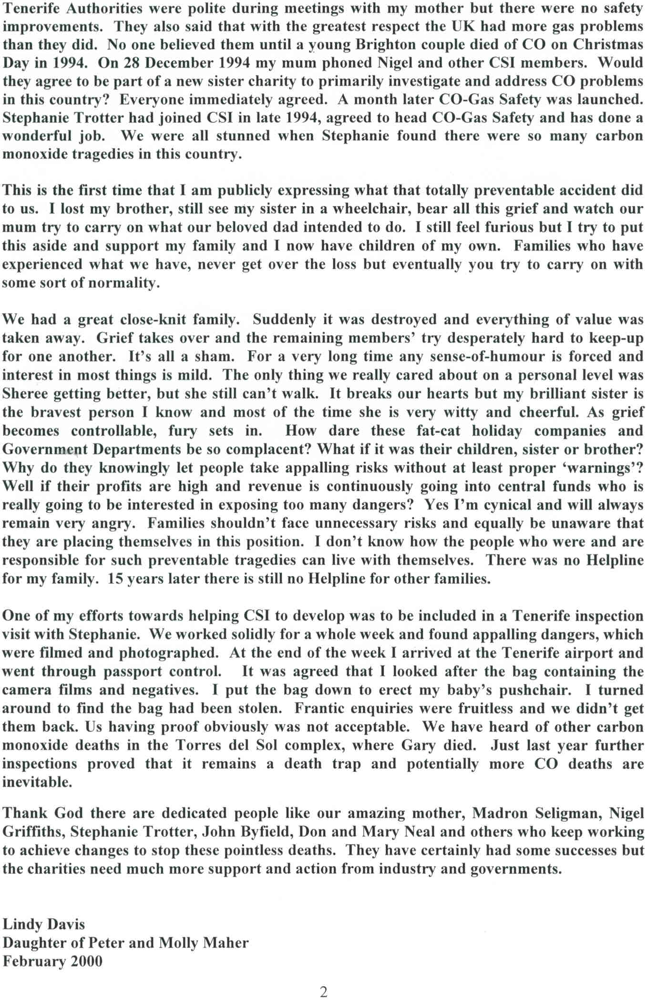 Tenerife Authorities were polite during meetings with my mother but there were no safety
improvements. They also said that with the greatest respect the UK had more gas problems
than they did. No one believed them until a young Brighton couple died of CO on Christmas
Day in 1994. On 28 December 1994 my mum phoned Nigel and other CSI members. Would
they agree to be part of a new sister charity to primarily investigate and address CO problems
in this country? Everyone immediately agreed. A month later CO-Gas Safety was launched.
Stephanie Trotter had joined CSI in late 1994, agreed to head CO-Gas Safety and has done a
wonderful job. We were all stunned when Stephanie found there were so many carbon
monoxide tragedies in this country.
This is the first time that I am publicly expressing what that totally preventable accident did
to us. I lost my brother, still see my sister in a wheelchair, bear all this grief and watch our
mum try to carry on what our beloved dad intended to do. I still feel furious but I try to put
this aside and support my family and I now have children of my own. Families who have
experienced what we have, never get over the loss but eventually you try to carry on with
some sort of normality.
We had a great close-knit family. Suddenly it was destroyed and everything of value was
taken away. Grief takes over and the remaining members’ try desperately hard to keep-up
for one another. It’s all a sham. For a very long time any sense-of-humour is forced and
interest in most things is mild. The only thing we really cared about on a personal level was
Sheree getting better, but she still can’t walk. It breaks our hearts but my brilliant sister is
the bravest person I know and most of the time she is very witty and cheerful. As grief
becomes controllable, fury sets in. How dare these fat-cat holiday companies and
Government Departments be so complacent? What if it was their children, sister or brother?
Why do they knowingly let people take appalling risks without at least proper ‘warnings’?
Well if their profits are high and revenue is continuously going into central funds who is
really going to be interested in exposing too many dangers? Yes I’m cynical and will always
remain very angry. Families shouldn’t face unnecessary risks and equally be unaware that
they are placing themselves in this position. I don’t know how the people who were and are
responsible for such preventable tragedies can live with themselves. There was no Helpline
for my family. 15 years later there is still no Helpline for other families.
One of my efforts towards helping CSI to develop was to be included in a Tenerife inspection
visit with Stephanie. We worked solidly for a whole week and found appalling dangers, which
were filmed and photographed. At the end of the week I arrived at the Tenerife airport and
went through passport control. It was agreed that I looked after the bag containing the
camera films and negatives. I put the bag down to erect my baby’s pushchair. I turned
around to find the bag had been stolen. Frantic enquiries were fruitless and we didn’t get
them back. Us having proof obviously was not acceptable. We have heard of other carbon
monoxide deaths in the Torres del Sol complex, where Gary died. Just last year further
inspections proved that it remains a death trap and potentially more CO deaths are
inevitable.
Thank God there are dedicated people like our amazing mother, Madron Seligman, Nigel
Griffiths, Stephanie Trotter, John Byfield, Don and Mary Neal and others who keep working
to achieve changes to stop these pointless deaths. They have certainly had some successes but
the charities need much more support and action from industry and governments.
Lindy Davis
Daughter of Peter and Molly Maher
February 2000
2